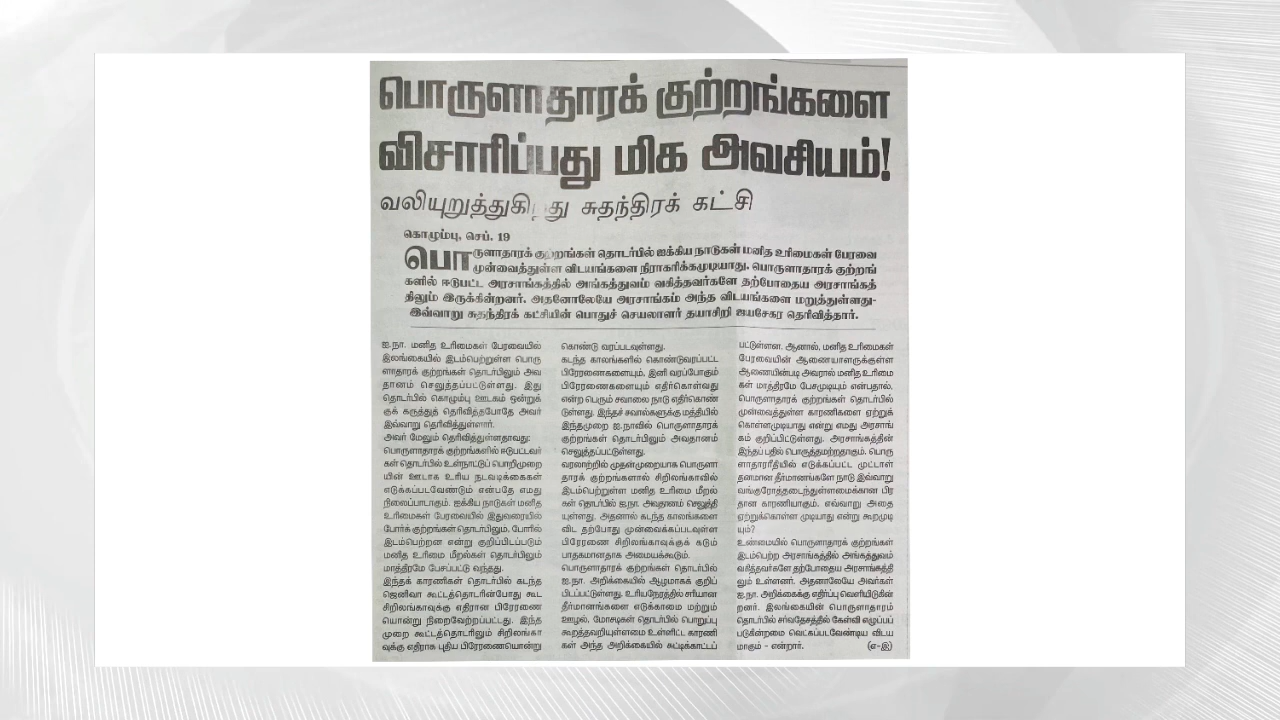 பொருளாதாரக் குற்றங்களை
விசாரிப்பது மிக அவசியம்!
வலியுறுத்துகிறது சுதந்திரக் கட்சி
கொழும்பு, செப். 19
பொருளாதாரக் குற்றங்கள் தொடர்பில் ஐக்கிய நாடுகள் மனித உரிமைகள் பேரவை
முன்வைத்துள்ள விடயங்களை நிராகரிக்கமுடியாது. பொருளாதாரக் குற்றங்
களில் ஈடுபட்ட அரசாங்கத்தில் அங்கத்துவம் வகித்தவர்களே தற்போதைய அரசாங்கத்
திலும் இருக்கின்றனர். அதனோலேயே அரசாங்கம் அந்த விடயங்களை மறுத்துள்ளது-
இவ்வாறு சுதந்திரக் கட்சியின் பொதுச் செயலாளர் தயாசிறி ஜயசேகர தெரிவித்தார்.
ஐ.நா. மனித உரிமைகள் பேரவையில்
இலங்கையில் இடம்பெற்றுள்ள பொரு
ளாதாரக் குற்றங்கள் தொடர்பிலும் அவ
தானம் செலுத்தப்பட்டுள்ளது. இது
தொடர்பில் கொழும்பு ஊடகம் ஒன்றுக்
குக் கருத்துத் தெரிவித்தபோதே அவர்
இவ்வாறு தெரிவித்துள்ளார்.
அவர் மேலும் தெரிவித்துள்ளதாவது:
பொருளாதாரக் குற்றங்களில் ஈடுபட்டவர்
கள் தொடர்பில் உள்நாட்டுப் பொறிமுறை
யின் ஊடாக உரிய நடவடிக்கைகள்
எடுக்கப்படவேண்டும் என்பதே எமது
நிலைப்பாடாகும். ஐக்கிய நாடுகள் மனித
உரிமைகள் பேரவையில் இதுவரையில்
போர்க் குற்றங்கள் தொடர்பிலும், போரில்
இடம்பெற்றன என்று குறிப்பிடப்படும்
மனித உரிமை மீறல்கள் தொடர்பிலும்
மாத்திரமே பேசப்பட்டு வந்தது.
இந்தக் காரணிகள் தொடர்பில் கடந்த
ஜெனிவா கூட்டத்தொடரின்போது கூட
சிறிலங்காவுக்கு எதிரான பிரேரணை
யொன்று நிறைவேற்றப்பட்டது. இந்த
முறை கூட்டத்தொடரிலும் சிறிலங்கா
வுக்கு எதிராக புதிய பிரேரணையொன்று
கொண்டு வரப்படவுள்ளது.
கடந்த காலங்களில் கொண்டுவரப்பட்ட
பிரேரணைகளையும், இனி வரப்போகும்
பிரேரணைகளையும் எதிர்கொள்வது
என்ற பெரும் சவாலை நாடு எதிர்கொண்
டுள்ளது. இந்தச் சவால்களுக்கு மத்தியில்
இந்தமுறை ஐ.நாவில் பொருளாதாரக்
குற்றங்கள் தொடர்பிலும் அவதானம்
செலுத்தப்பட்டுள்ளது.
வரலாற்றில் முதன்முறையாக பொருளா
தாரக் குற்றங்களால் சிறிலங்காவில்
இடம்பெற்றுள்ள மனித உரிமை மீறல்
கள் தொடர்பில் ஐ.நா. அவதானம் செலுத்தி
யுள்ளது. அதனால் கடந்த காலங்களை
விட தற்போது முன்வைக்கப்படவுள்ள
பிரேரணை சிறிலங்காவுக்குக் கடும்
பாதகமானதாக அமையக்கூடும்.
பொருளாதாரக் குற்றங்கள் தொடர்பில்
ஐ.நா. அறிக்கையில் ஆழமாகக் குறிப்
பிடப்பட்டுள்ளது. உரியநேரத்தில் சரியான
தீர்மானங்களை எடுக்காமை மற்றும்
ஊழல், மோசடிகள் தொடர்பில் பொறுப்பு
கூறத்தவறியுள்ளமை உள்ளிட்ட காரணி
கள் அந்த அறிக்கையில் சுட்டிக்காட்டப்
பட்டுள்ளன. ஆனால், மனித உரிமைகள்
பேரவையின் ஆணையாளருக்குள்ள
ஆணையின்படி அவரால் மனித உரிமை
கள் மாத்திரமே பேசமுடியும் என்பதால்,
பொருளாதாரக் குற்றங்கள் தொடர்பில்
முன்வைத்துள்ள காரணிகளை ஏற்றுக்
கொள்ளமுடியாது என்று எமது அரசாங்
கம் குறிப்பிட்டுள்ளது. அரசாங்கத்தின்
இந்தப் பதில் பொருத்தமற்றதாகும். பொரு
ளாதாரரீதியில் எடுக்கப்பட்ட முட்டாள்
தனமான தீர்மானங்களே நாடு இவ்வாறு
வங்குரோத்தடைந்துள்ளமைக்கான பிர
தான காரணியாகும். எவ்வாறு அதை
ஏற்றுக்கொள்ள முடியாது என்று கூறமுடி
யும்?
உண்மையில் பொருளாதாரக் குற்றங்கள்
இடம்பெற்ற அரசாங்கத்தில் அங்கத்துவம்
வகித்தவர்களே தற்போதைய அரசாங்கத்தி
லும் உள்ளனர். அதனாலேயே அவர்கள்
ஐ.நா. அறிக்கைக்கு எதிர்ப்பு வெளியிடுகின்
றனர். இலங்கையின் பொருளாதாரம்
தொடர்பில் சர்வதேசத்தில் கேள்வி எழுப்பப்
படுகின்றமை வெட்கப்படவேண்டிய விடய
மாகும் - என்றார். (எ-இ)